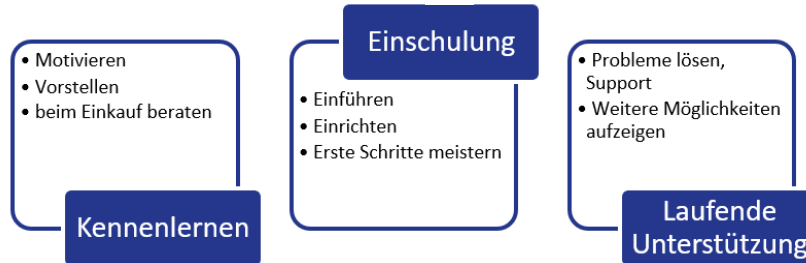 • Motivieren
• Vorstellen
• beim Einkauf beraten
Kennenlernen
Einschulung
• Einführen
• Einrichten
• Erste Schritte meistern
• Probleme lösen,
Support
• Weitere Möglichkeiten
aufzeigen
Laufende
Unterstützung